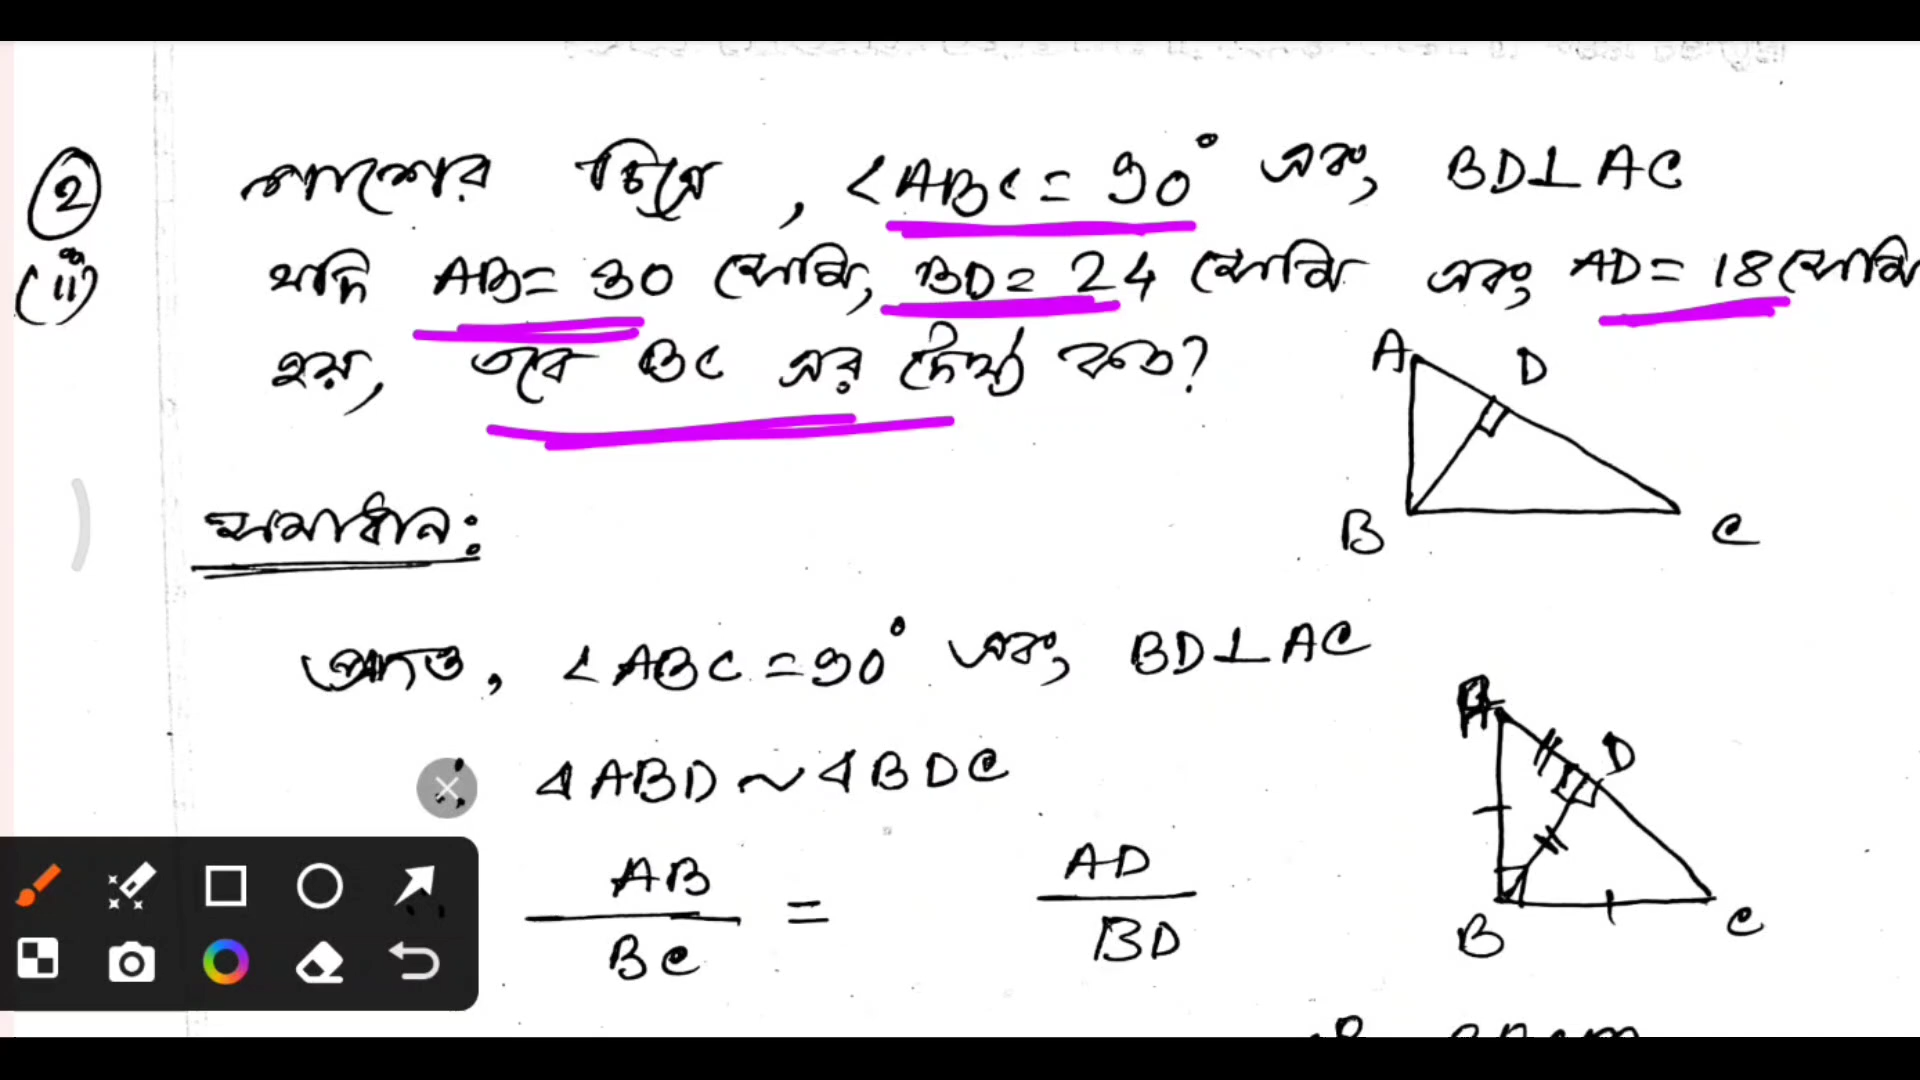 ② পাশের চিত্রে, ∠ABC = 90° এবং, BD⊥AC
(ii) যদি AB = 30 সেমি, BD = 24 সেমি এবং, AD = 18 সেমি
হয়, তবে BC এর দৈর্ঘ্য কত?
A D
B C
সমাধান:
প্রদত্ত, ∠ABC = 90° এবং, BD⊥AC
∴ ⊿ABD ~ ⊿BDC
A D
AB/BC = AD/BD
B C